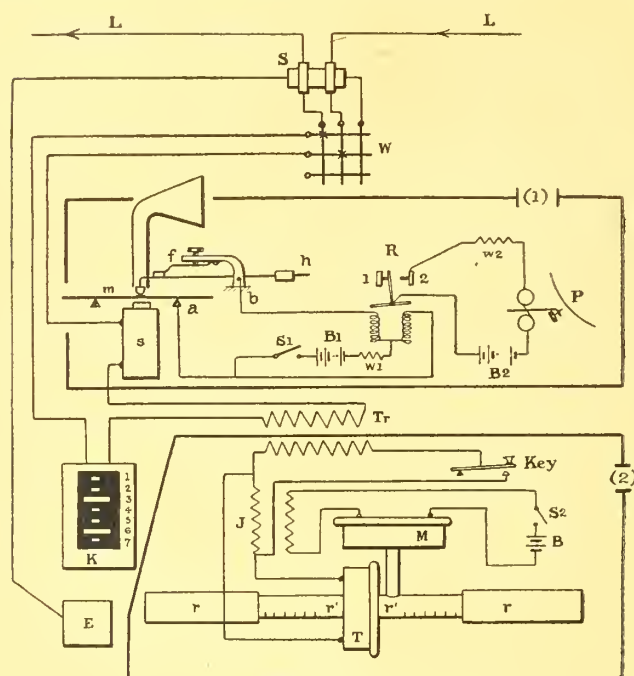 L L
S
W
(1)
f h R 1 2 w2 P
m a b
s S1 B1 w1 B2
Tr
Key (2)
1
2
3
4
5
6
7
K
J S2
M B
r r' r' r
E T